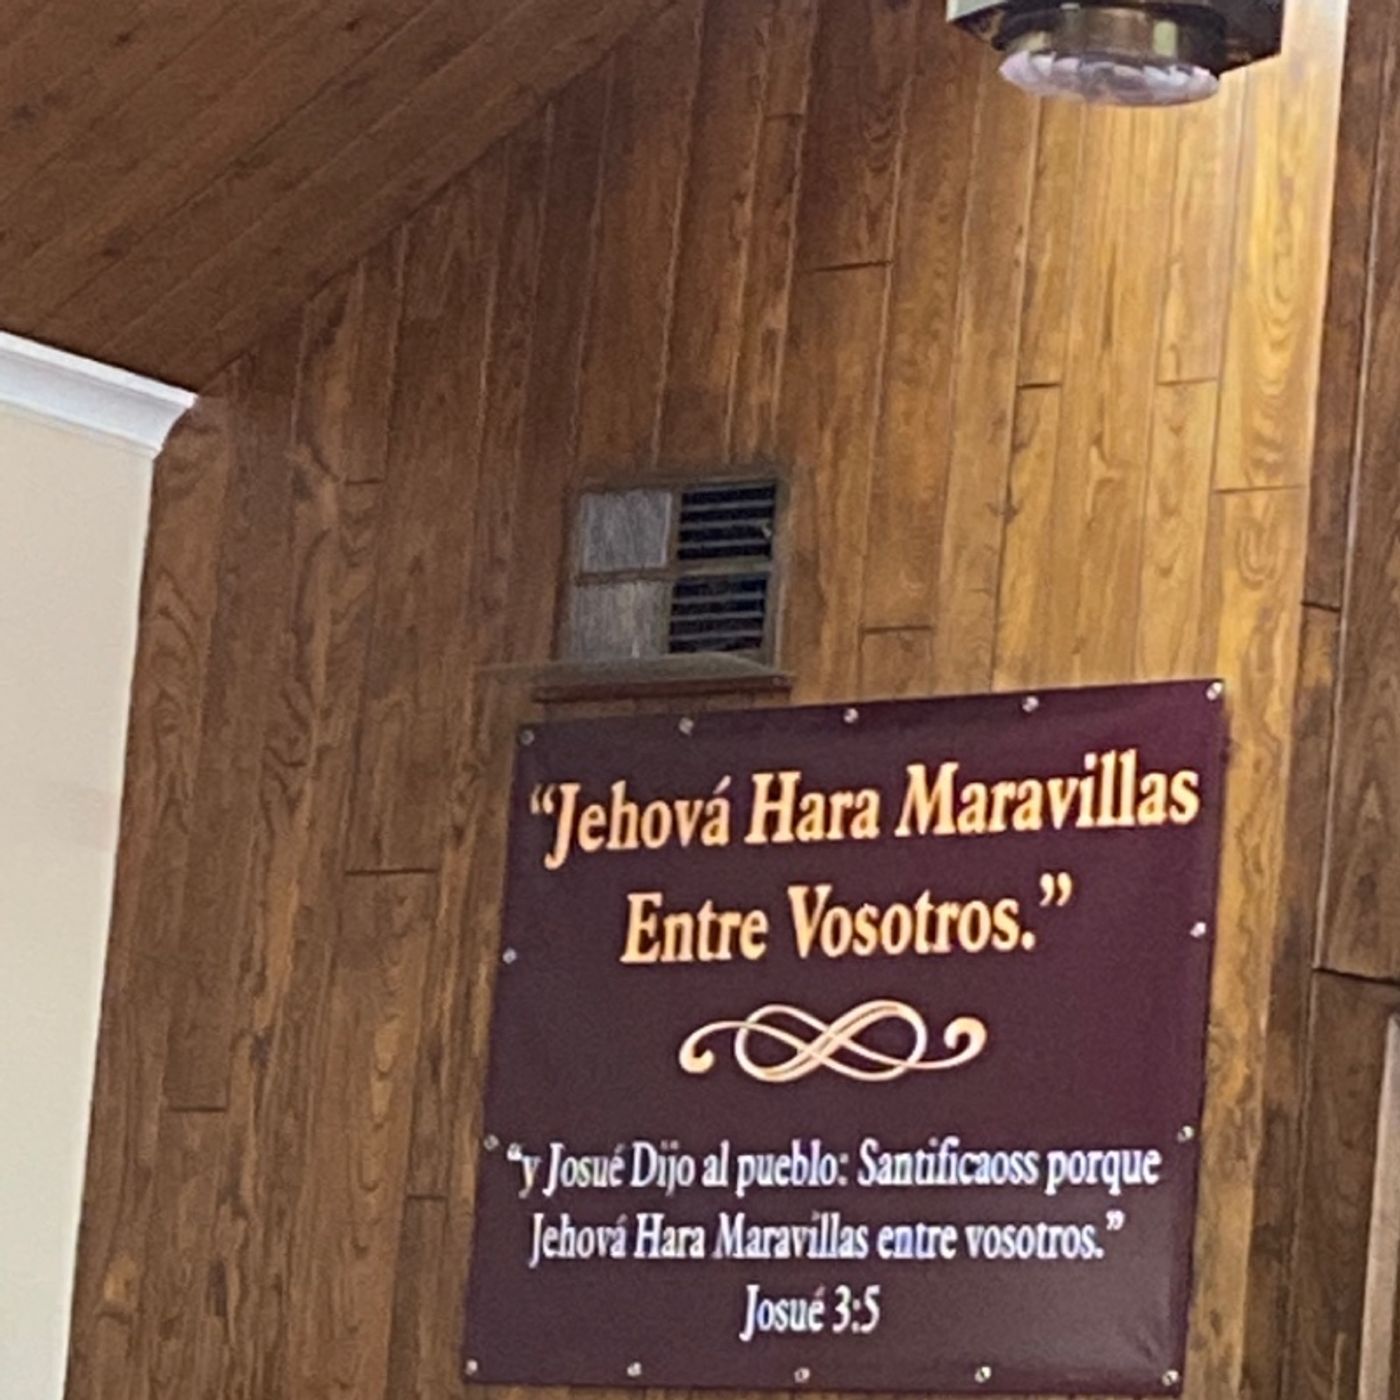 “Jehová Hara Maravillas
Entre Vosotros.”
“y Josué Dijo al pueblo: Santificaoss porque
Jehová Hara Maravillas entre vosotros.”
Josué 3:5